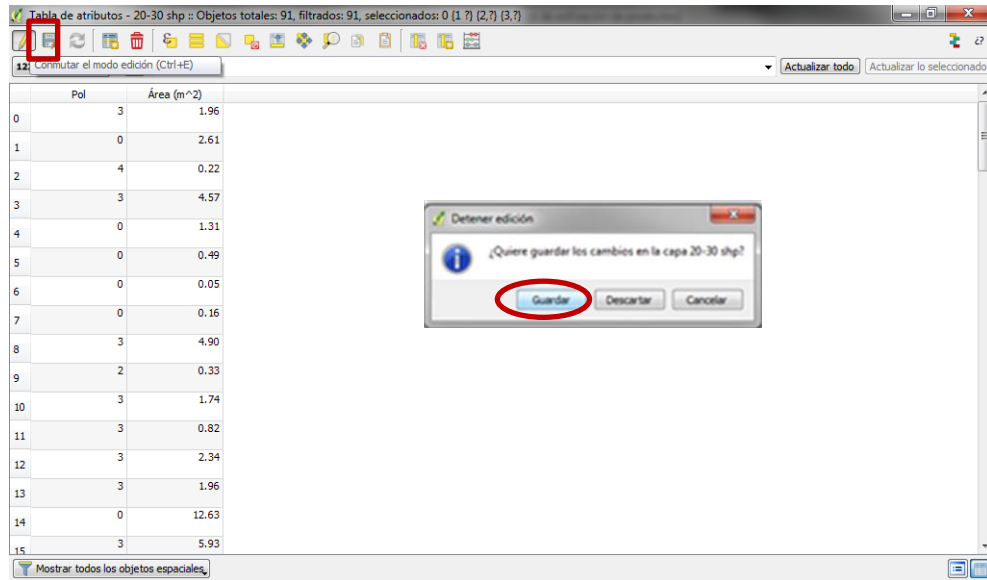 Tabla de atributos - 20-30 shp :: Objetos totales: 91, filtrados: 91, seleccionados: 0 {1 ?} {2,?} {3,?}
12
Conmutar el modo edición (Ctrl+E)
Actualizar todo
Actualizar lo seleccionado
Pol Área (m^2)
0 3 1.96
1 0 2.61
2 4 0.22
3 3 4.57
4 0 1.31
5 0 0.49
6 0 0.05
7 0 0.16
8 3 4.90
9 2 0.33
10 3 1.74
11 3 0.82
12 3 2.34
13 3 1.96
14 0 12.63
15 3 5.93
Detener edición
¿Quiere guardar los cambios en la capa 20-30 shp?
Guardar Descartar Cancelar
Mostrar todos los objetos espaciales